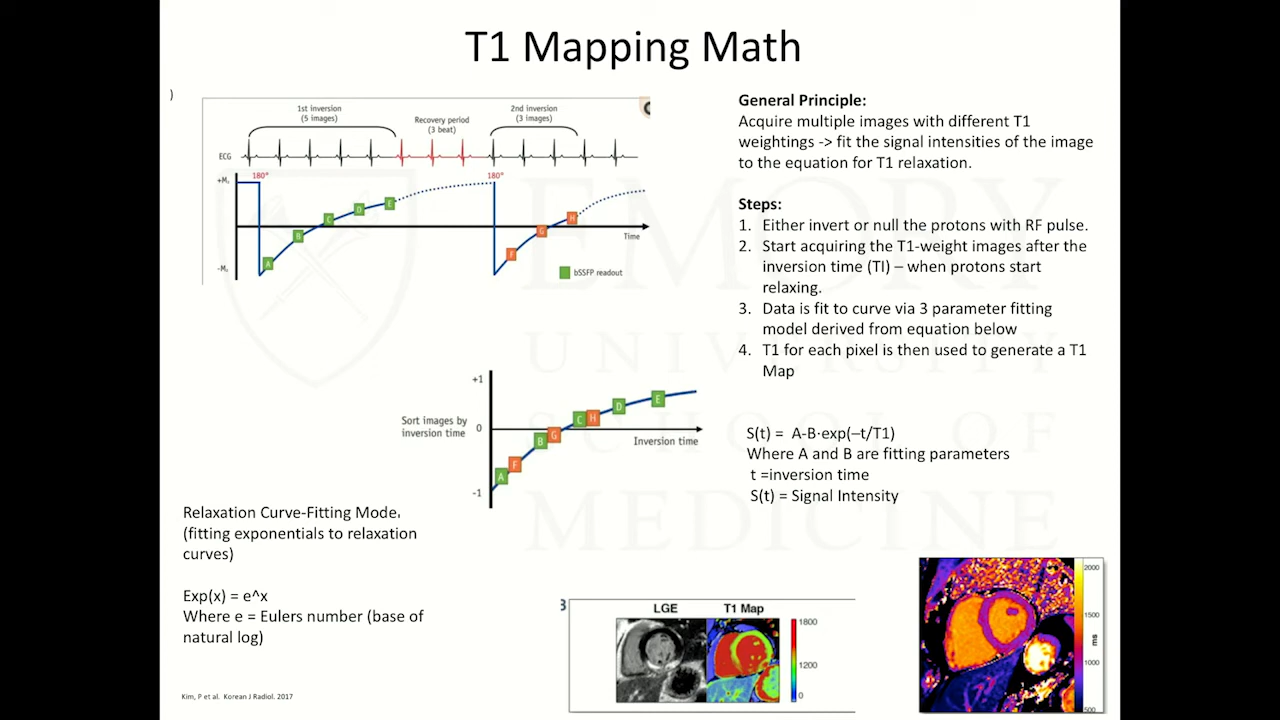 T1 Mapping Math
)
1st inversion
(5 images)
Recovery period
(3 beat)
2nd inversion
(3 images)
ECG
+M₀
180°
180°
A
B
C
D
E
F
G
H
Time
-M₀
bSSFP readout
General Principle:
Acquire multiple images with different T1
weightings -> fit the signal intensities of the image
to the equation for T1 relaxation.
Steps:
1. Either invert or null the protons with RF pulse.
2. Start acquiring the T1-weight images after the
inversion time (TI) – when protons start
relaxing.
3. Data is fit to curve via 3 parameter fitting
model derived from equation below
4. T1 for each pixel is then used to generate a T1
Map
+1
Sort images by
inversion time
0
-1
A
F
B
G
C
H
D
E
Inversion time
S(t) = A-B·exp(–t/T1)
Where A and B are fitting parameters
t =inversion time
S(t) = Signal Intensity
Relaxation Curve-Fitting Model
(fitting exponentials to relaxation
curves)
Exp(x) = e^x
Where e = Eulers number (base of
natural log)
LGE
T1 Map
1800
1200
0
2000
1500
1000
500
ms
Kim, P et al. Korean J Radiol. 2017
EMORY
UNIVERSITY
SCHOOL OF
MEDICINE